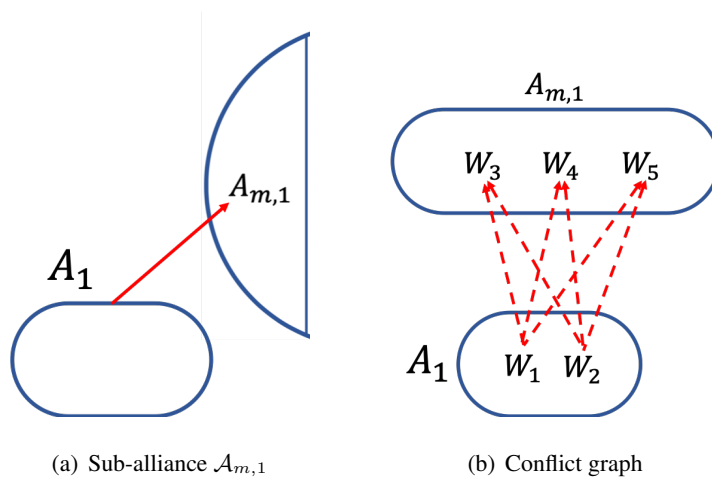 A_{m,1}
A_1
A_{m,1}
W_3 W_4 W_5
A_1 W_1 W_2
(a) Sub-alliance 𝒜_{m,1}
(b) Conflict graph